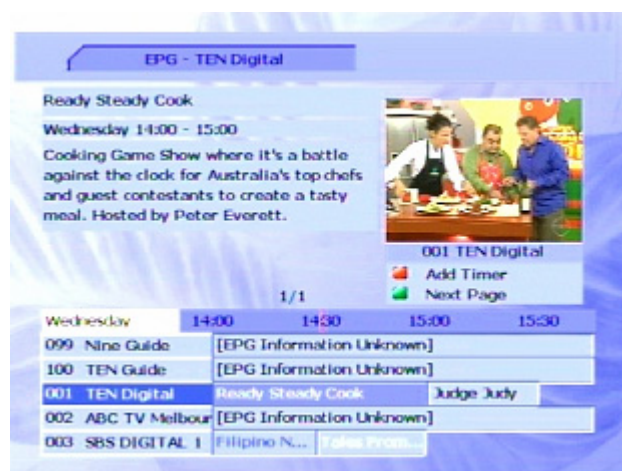 EPG - TEN Digital
Ready Steady Cook
Wednesday 14:00 - 15:00
Cooking Game Show where it's a battle
against the clock for Australia's top chefs
and guest contestants to create a tasty
meal. Hosted by Peter Everett.
001 TEN Digital
Add Timer
1/1
Next Page
Wednesday 14:00 14:30 15:00 15:30
099 Nine Guide [EPG Information Unknown]
100 TEN Guide [EPG Information Unknown]
001 TEN Digital Ready Steady Cook Judge Judy
002 ABC TV Melbour [EPG Information Unknown]
003 SBS DIGITAL 1 Filipino N... Tales From...